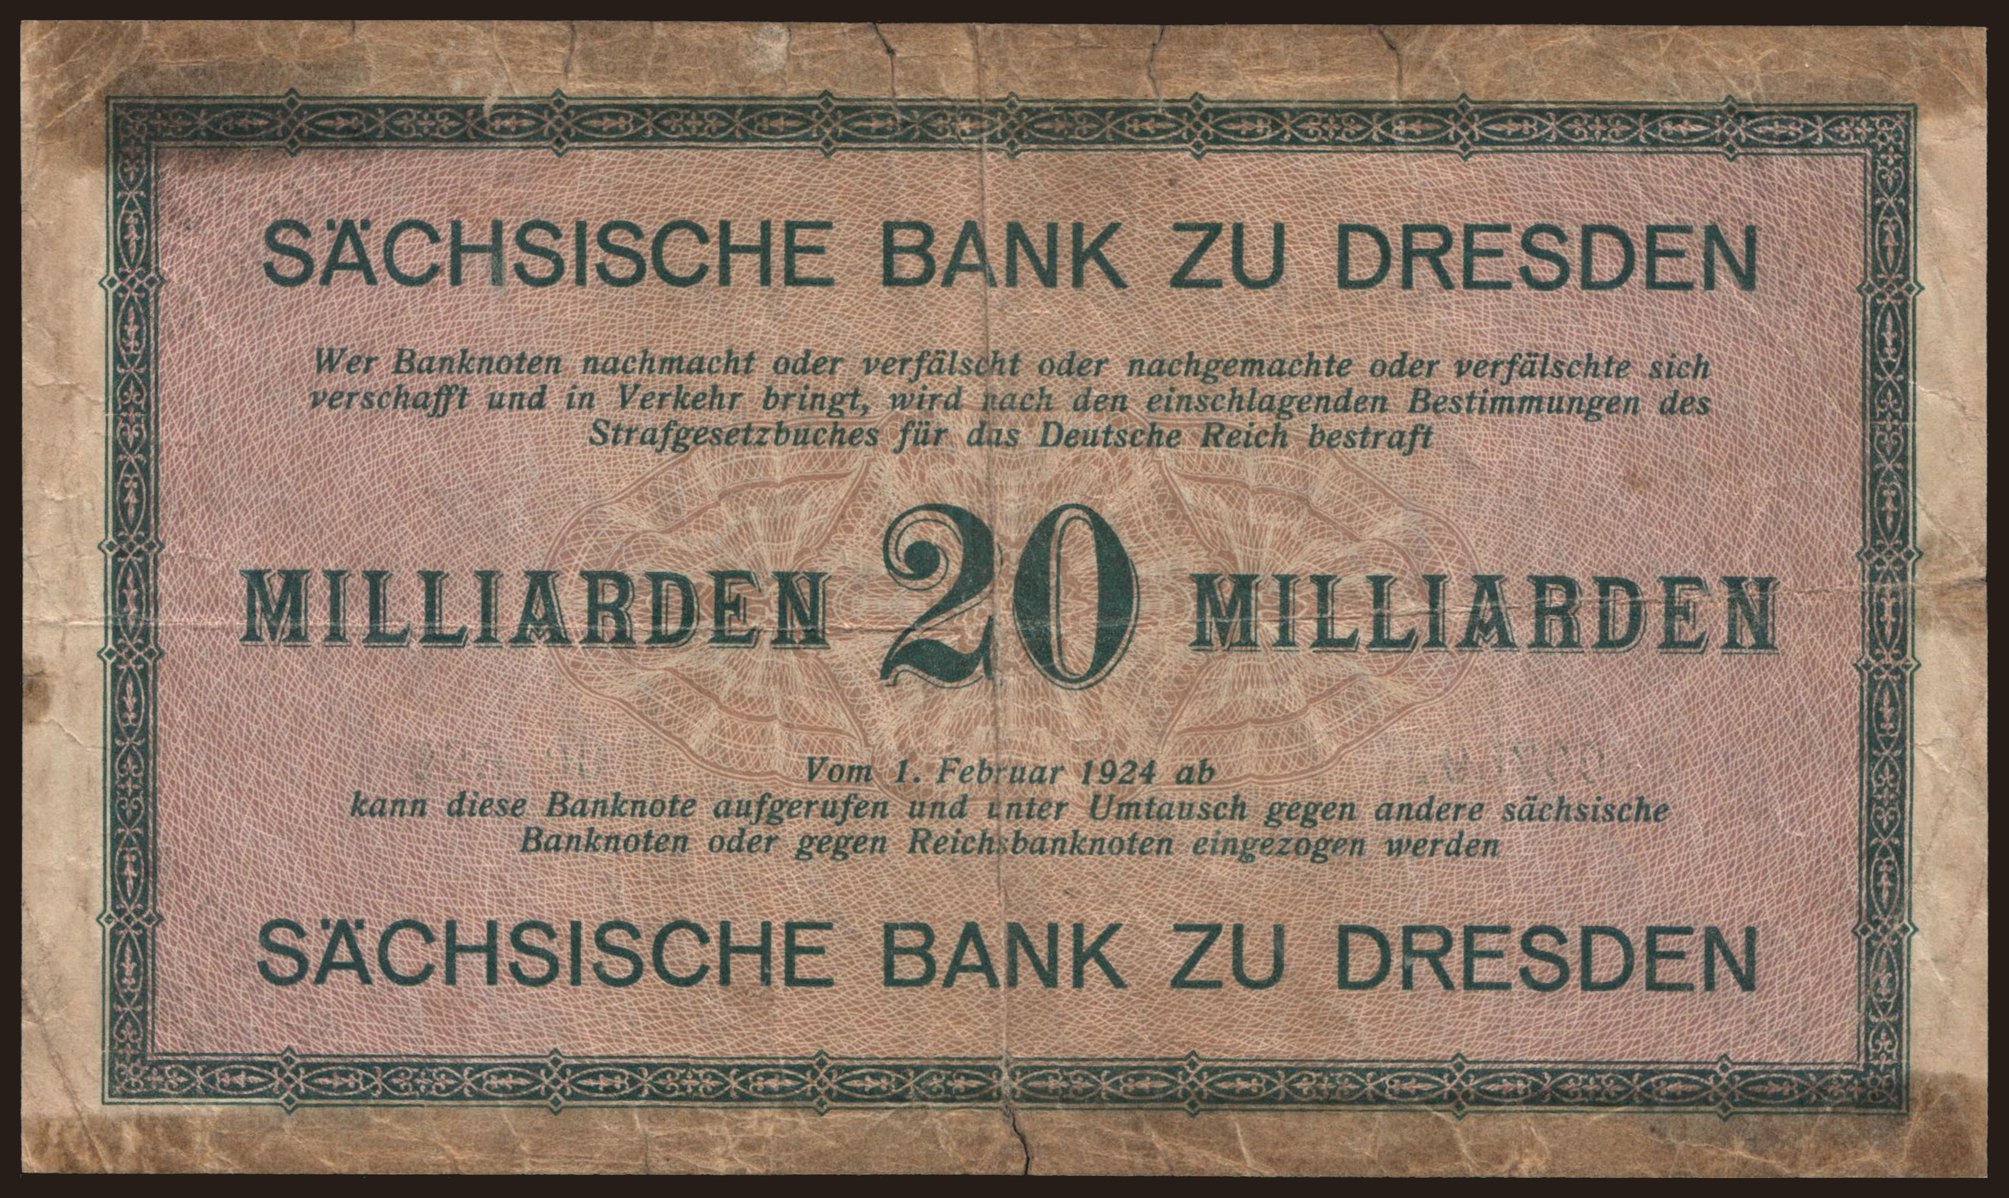 SÄCHSISCHE BANK ZU DRESDEN
Wer Banknoten nachmacht oder verfälscht oder nachgemachte oder verfälschte sich
verschafft und in Verkehr bringt, wird nach den einschlagenden Bestimmungen des
Strafgesetzbuches für das Deutsche Reich bestraft
MILLIARDEN 20 MILLIARDEN
Vom 1. Februar 1924 ab
kann diese Banknote aufgerufen und unter Umtausch gegen andere sächsische
Banknoten oder gegen Reichsbanknoten eingezogen werden
SÄCHSISCHE BANK ZU DRESDEN